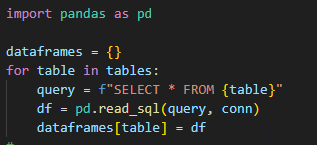 import pandas as pd
dataframes = {}
for table in tables:
    query = f"SELECT * FROM {table}"
    df = pd.read_sql(query, conn)
    dataframes[table] = df
#